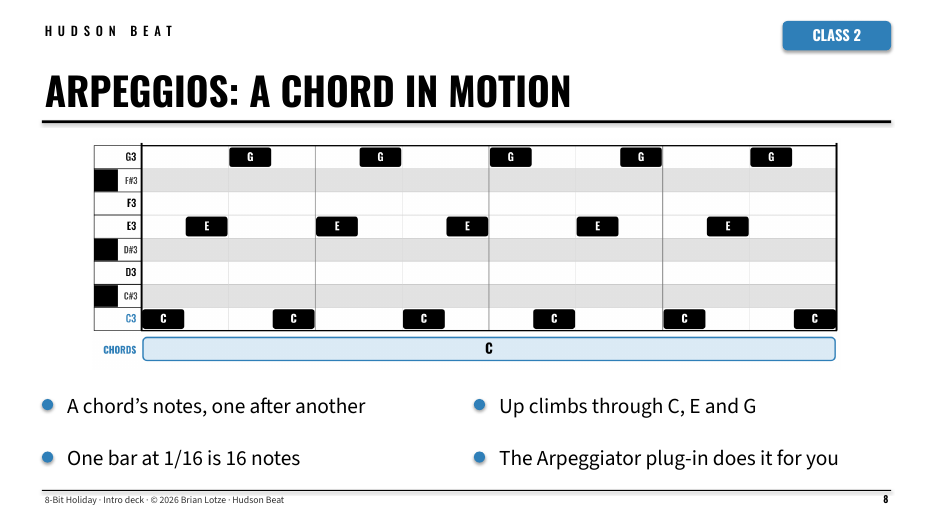 HUDSON BEAT
CLASS 2
ARPEGGIOS: A CHORD IN MOTION
G3 G G G G G
F#3
F3
E3 E E E E E
D#3
D3
C#3
C3 C C C C C C
CHORDS C
A chord’s notes, one after another
Up climbs through C, E and G
One bar at 1/16 is 16 notes
The Arpeggiator plug-in does it for you
8-Bit Holiday · Intro deck · © 2026 Brian Lotze · Hudson Beat
8